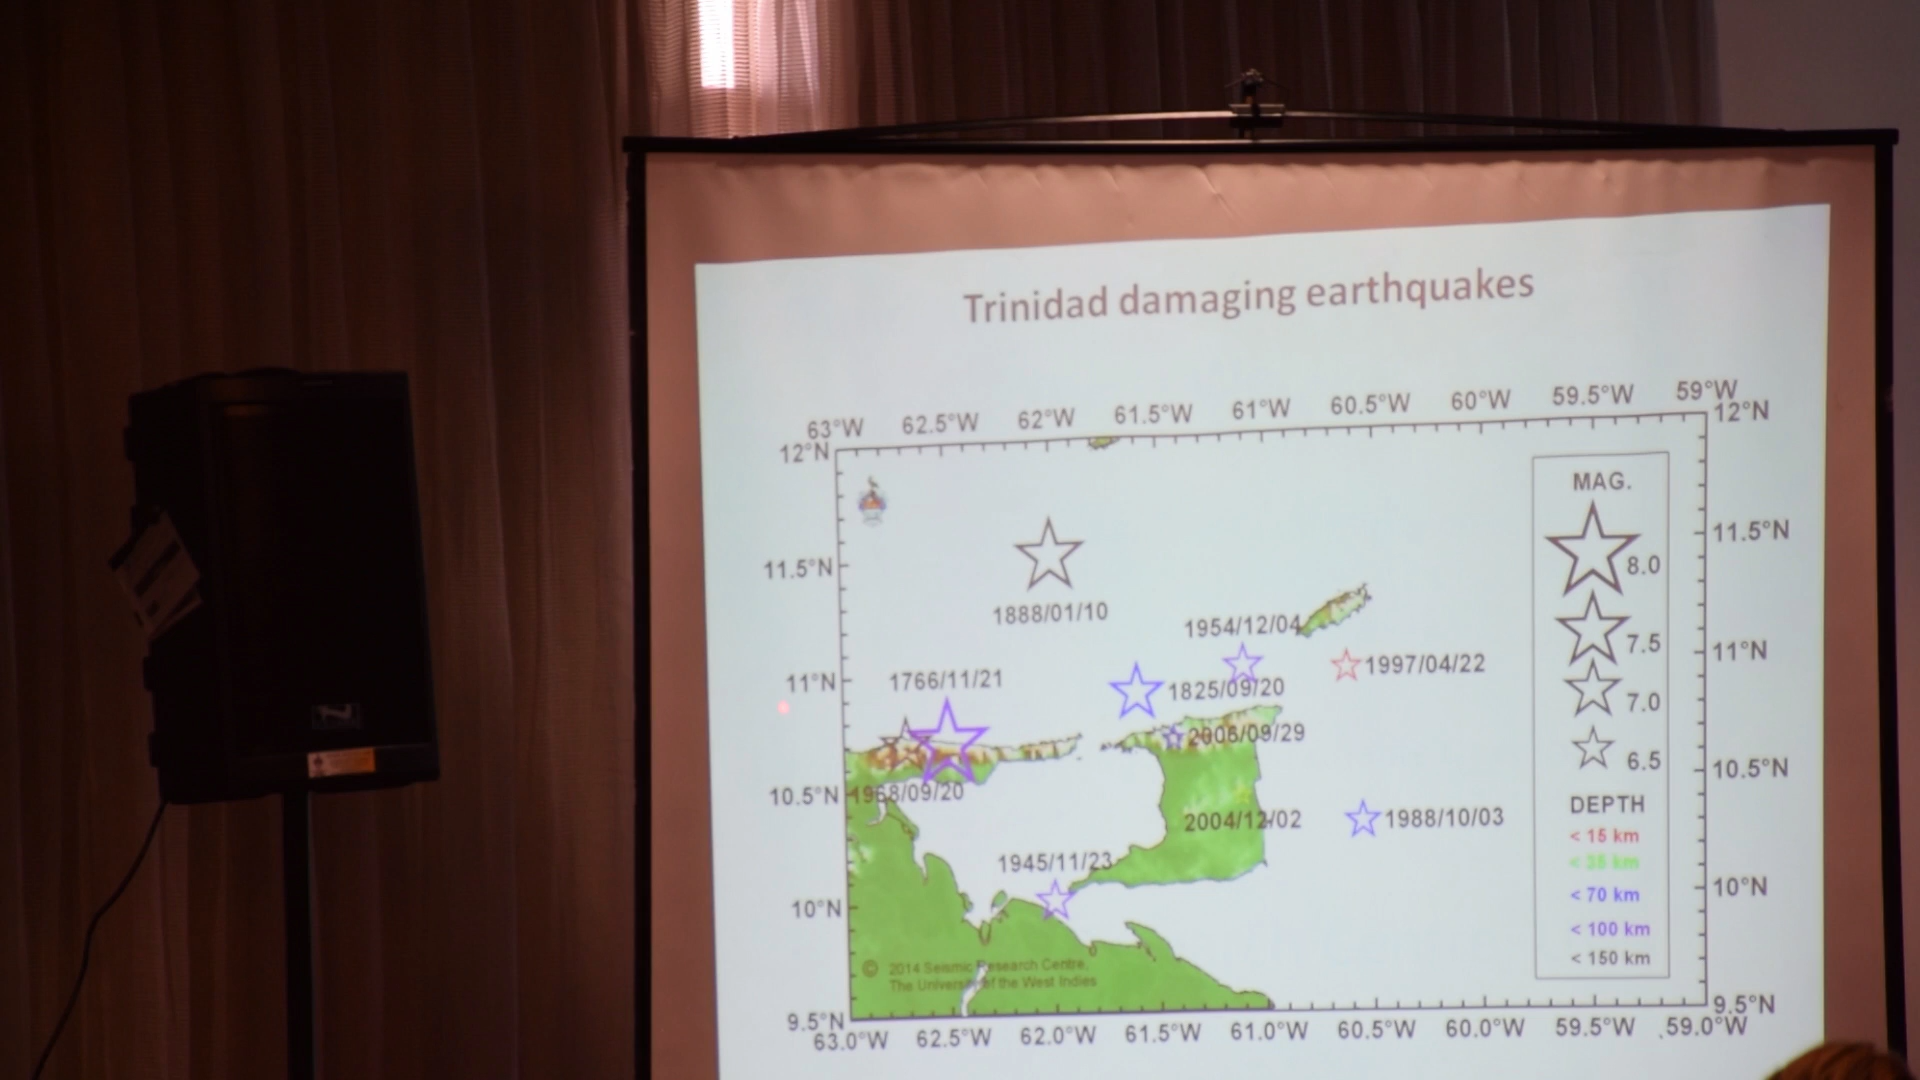 Trinidad damaging earthquakes
63°W 62.5°W 62°W 61.5°W 61°W 60.5°W 60°W 59.5°W 59°W
12°N
12°N
MAG.
8.0
7.5
7.0
6.5
DEPTH
< 15 km
< 35 km
< 70 km
< 100 km
< 150 km
11.5°N
11.5°N
1888/01/10
1954/12/04
1997/04/22
11°N
11°N
1766/11/21
1825/09/20
2006/09/29
10.5°N
10.5°N
1968/09/20
2004/12/02
1988/10/03
1945/11/23
10°N
10°N
© 2014 Seismic Research Centre,
The University of the West Indies
9.5°N
9.5°N
63.0°W 62.5°W 62.0°W 61.5°W 61.0°W 60.5°W 60.0°W 59.5°W 59.0°W